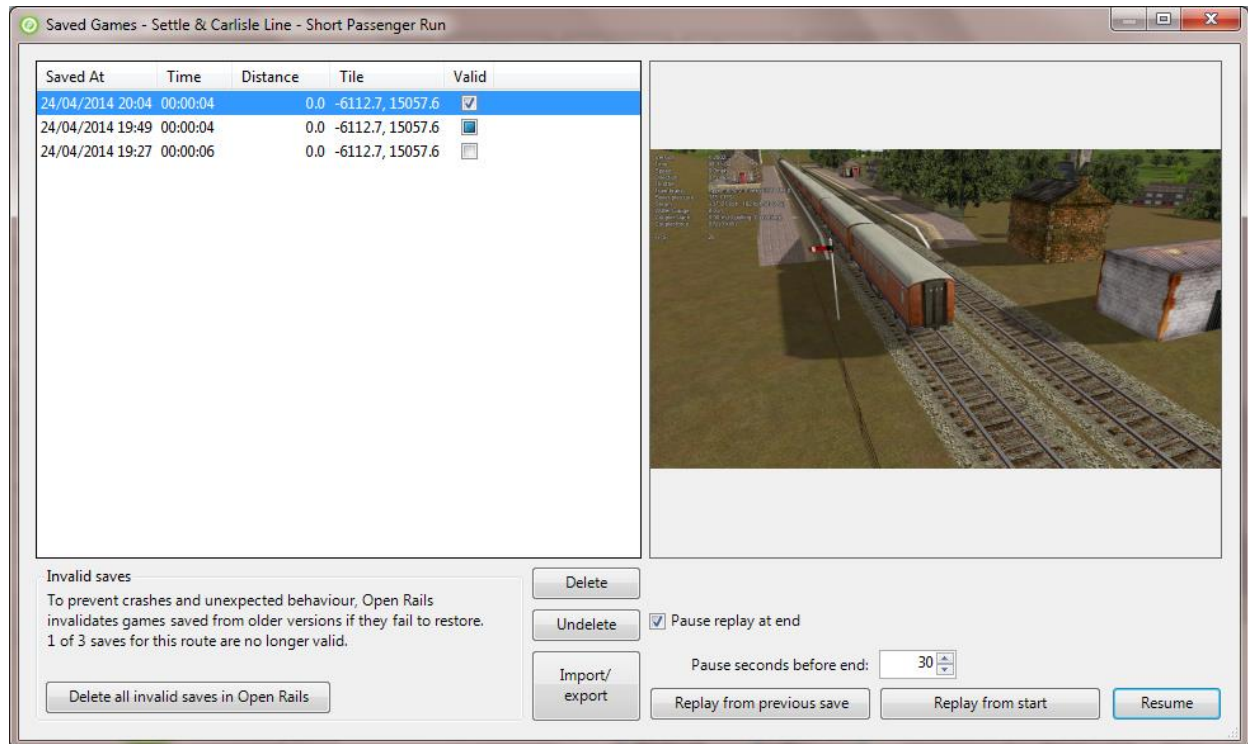 Saved Games - Settle & Carlisle Line - Short Passenger Run
Saved At Time Distance Tile Valid
24/04/2014 20:04 00:00:04 0.0 -6112.7, 15057.6
24/04/2014 19:49 00:00:04 0.0 -6112.7, 15057.6
24/04/2014 19:27 00:00:06 0.0 -6112.7, 15057.6
Invalid saves
To prevent crashes and unexpected behaviour, Open Rails
invalidates games saved from older versions if they fail to restore.
1 of 3 saves for this route are no longer valid.
Delete all invalid saves in Open Rails
Delete
Undelete
Import/
export
Pause replay at end
Pause seconds before end: 30
Replay from previous save Replay from start Resume